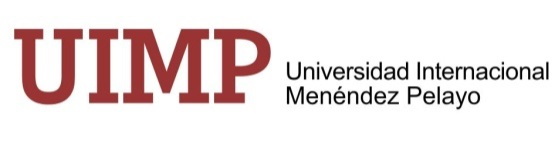 UIMP
Universidad Internacional
Menéndez Pelayo